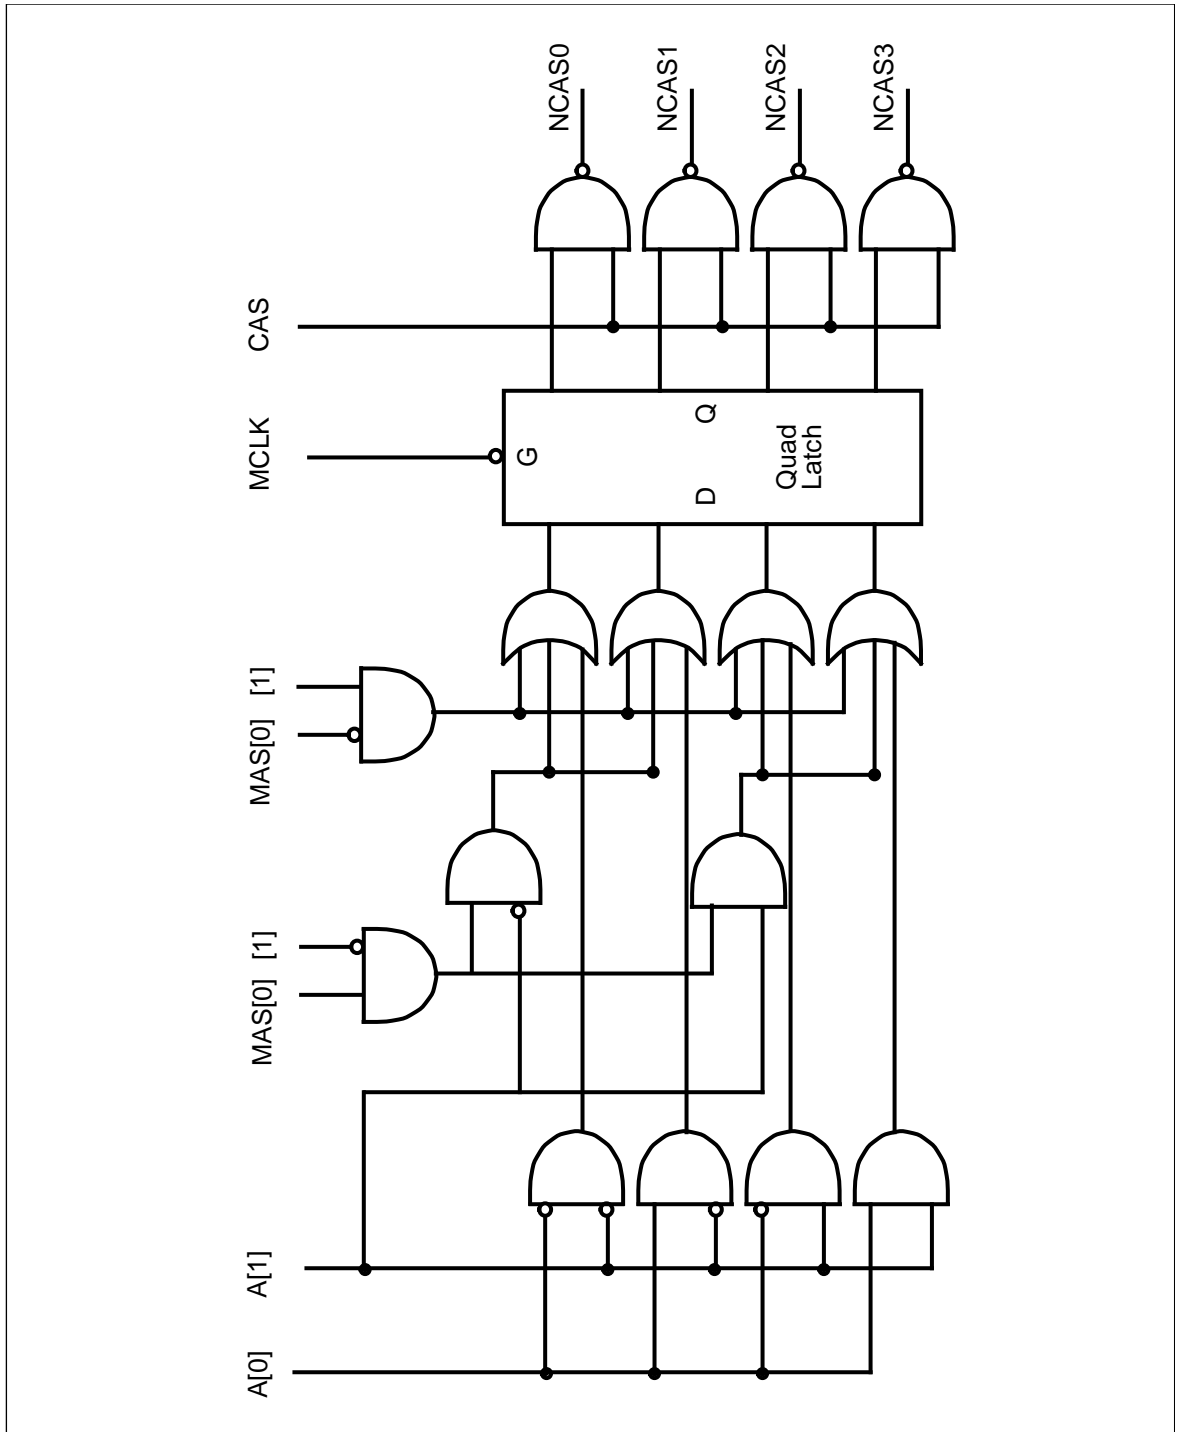 NCAS0
NCAS1
NCAS2
NCAS3
CAS
MCLK
G
Q
D
Quad
Latch
MAS[0] [1]
MAS[0] [1]
A[1]
A[0]